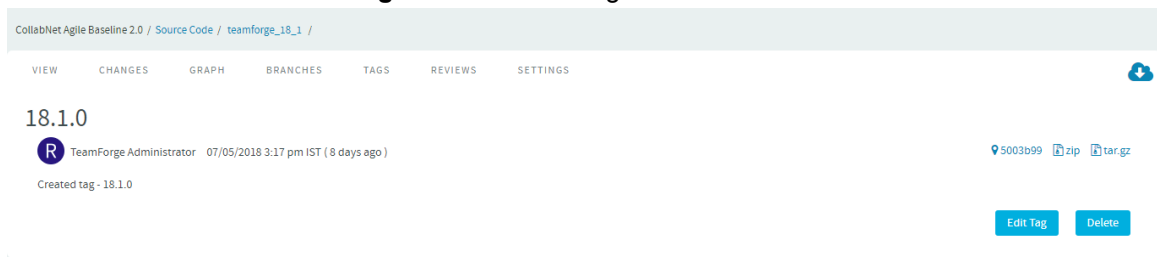 CollabNet Agile Baseline 2.0 / Source Code / teamforge_18_1 /
VIEW CHANGES GRAPH BRANCHES TAGS REVIEWS SETTINGS
18.1.0
R TeamForge Administrator 07/05/2018 3:17 pm IST ( 8 days ago ) 5003b99 zip tar.gz
Created tag - 18.1.0
Edit Tag Delete